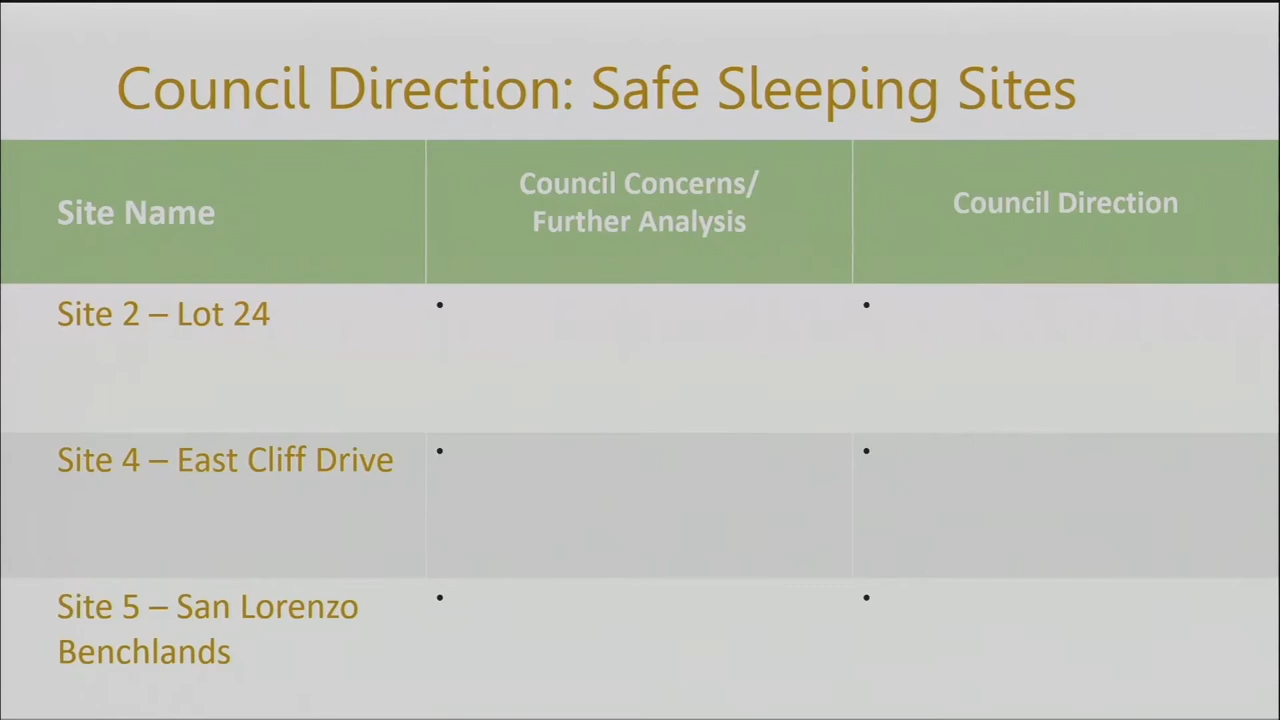 Council Direction: Safe Sleeping Sites
Site Name
Council Concerns/
Further Analysis
Council Direction
Site 2 – Lot 24
•
•
Site 4 – East Cliff Drive
•
•
Site 5 – San Lorenzo
Benchlands
•
•